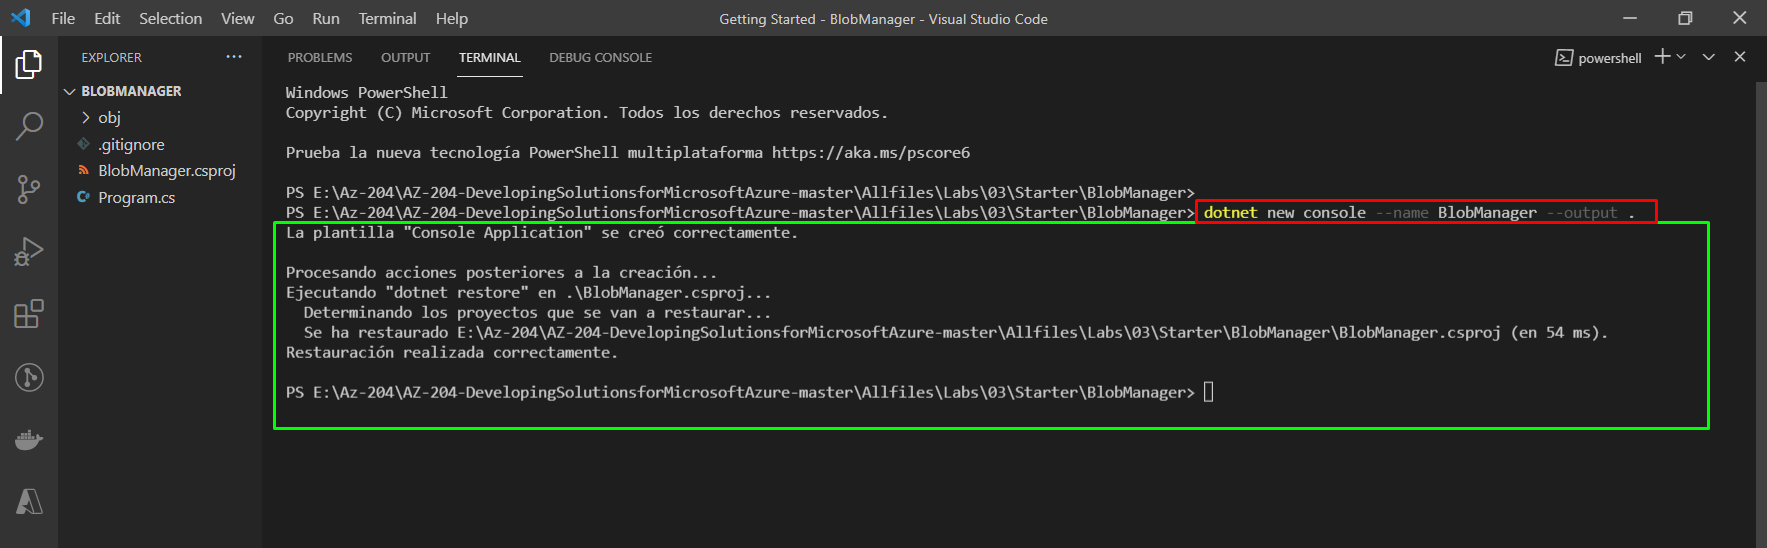 File Edit Selection View Go Run Terminal Help
Getting Started - BlobManager - Visual Studio Code
EXPLORER
BLOBMANAGER
obj
.gitignore
BlobManager.csproj
Program.cs
PROBLEMS OUTPUT TERMINAL DEBUG CONSOLE
powershell
Windows PowerShell
Copyright (C) Microsoft Corporation. Todos los derechos reservados.
Prueba la nueva tecnología PowerShell multiplataforma https://aka.ms/pscore6
PS E:\Az-204\AZ-204-DevelopingSolutionsforMicrosoftAzure-master\Allfiles\Labs\03\Starter\BlobManager>
PS E:\Az-204\AZ-204-DevelopingSolutionsforMicrosoftAzure-master\Allfiles\Labs\03\Starter\BlobManager> dotnet new console --name BlobManager --output .
La plantilla "Console Application" se creó correctamente.
Procesando acciones posteriores a la creación...
Ejecutando "dotnet restore" en .\BlobManager.csproj...
Determinando los proyectos que se van a restaurar...
Se ha restaurado E:\Az-204\AZ-204-DevelopingSolutionsforMicrosoftAzure-master\Allfiles\Labs\03\Starter\BlobManager\BlobManager.csproj (en 54 ms).
Restauración realizada correctamente.
PS E:\Az-204\AZ-204-DevelopingSolutionsforMicrosoftAzure-master\Allfiles\Labs\03\Starter\BlobManager>